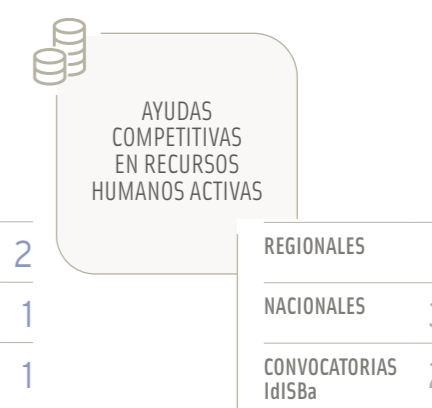 AYUDAS
COMPETITIVAS
EN RECURSOS
HUMANOS ACTIVAS
2
1
1
REGIONALES
NACIONALES
CONVOCATORIAS
IdISBa